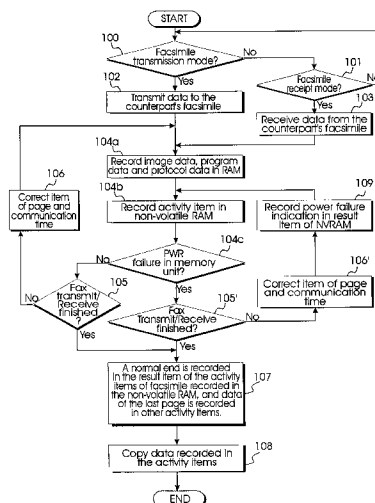 START
100
Facsimile
transmission mode?
No
Yes
101
Facsimile
receipt mode?
No
Yes
102
Transmit data to the
counterpart's facsimile
103
Receive data from the
counterpart's facsimile
104a
Record image data, program
data and protocol data in RAM
104b
Record activity item in
non-volatile RAM
106
Correct item of
page and
communication
time
109
Record power failure
indication in result
item of NVRAM
104c
PWR
failure in memory
unit?
No
Yes
106'
Correct item of page and
communication time
105
Fax
transmit/
Receive
finished
?
No
Yes
105'
Fax
Transmit/Receive
finished?
No
Yes
A normal end is recorded
in the result item of the activity
items of facsimile recorded in
the non-volatile RAM, and data
of the last page is recorded
in other activity items.
107
Copy data recorded in
the activity items
108
END